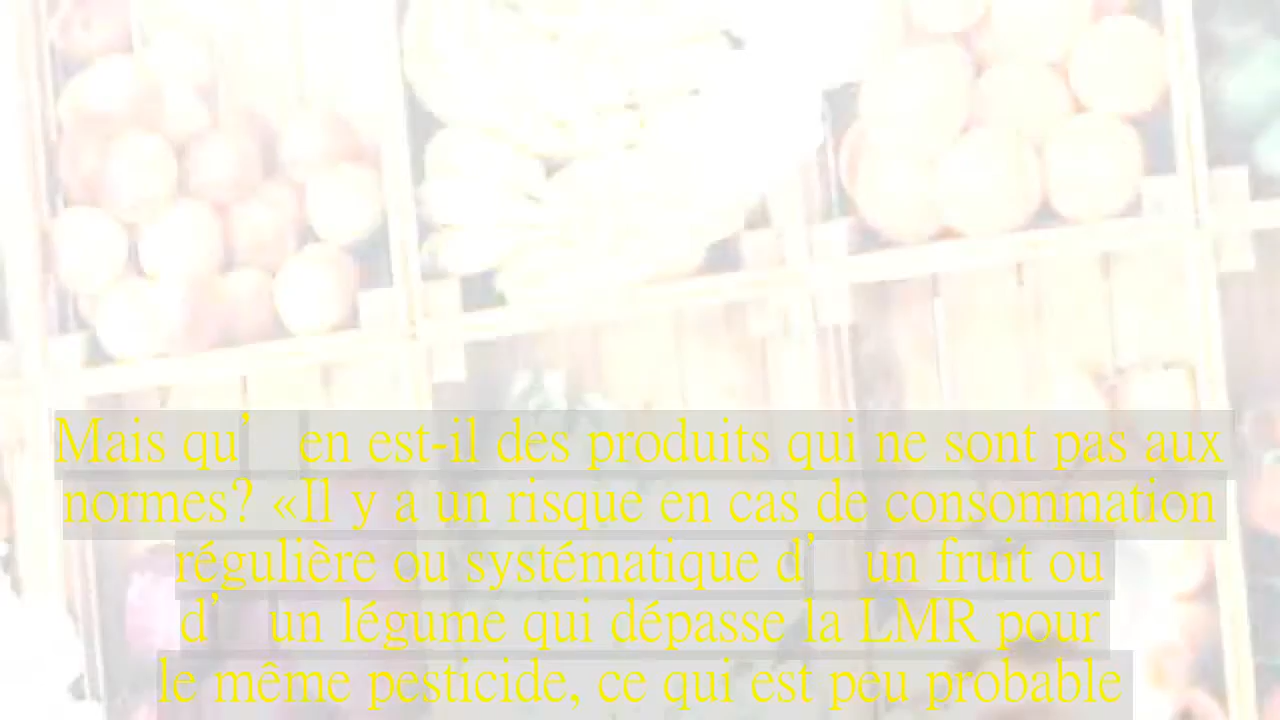 Mais qu’en est-il des produits qui ne sont pas aux
normes? «Il y a un risque en cas de consommation
régulière ou systématique d’un fruit ou
d’un légume qui dépasse la LMR pour
le même pesticide, ce qui est peu probable